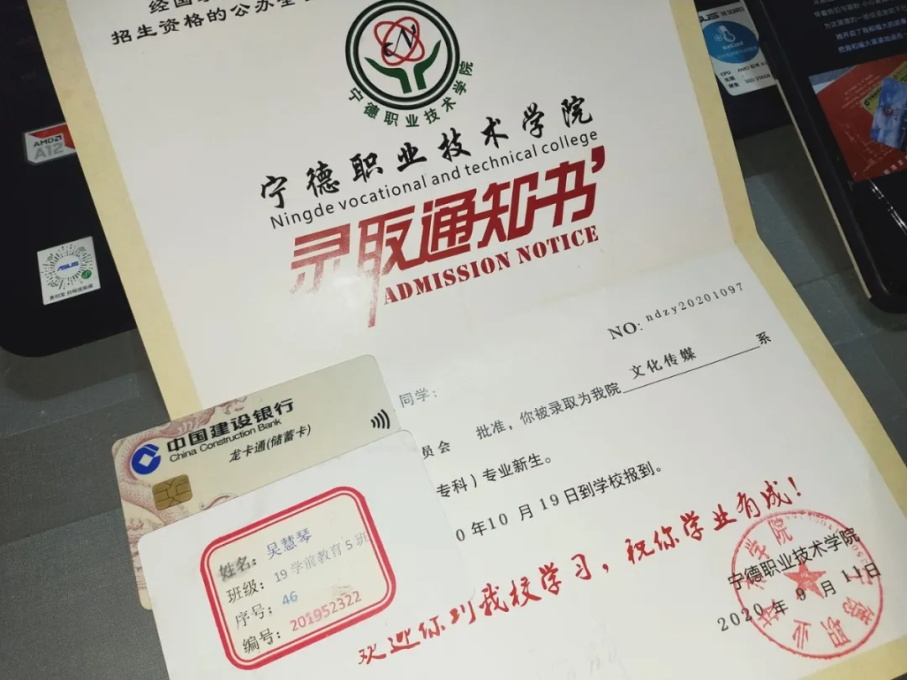 招生资格的公办全
宁德职业技术学院
宁德职业技术学院
Ningde vocational and technical college
录取通知书
ADMISSION NOTICE
NO: ndzy20201097
同学：
员会 批准，你被录取为我院 文化传媒 系
专科）专业新生。
0年10月19日到学校报到。
欢迎你到我校学习，祝你学业有成！
宁德职业技术学院
2020年9月11日
中国建设银行
China Construction Bank
龙卡通(储蓄卡)
姓名：吴慧琴
班级：19学前教育5班
序号：46
编号：201952322
AMD
A12
ASUS